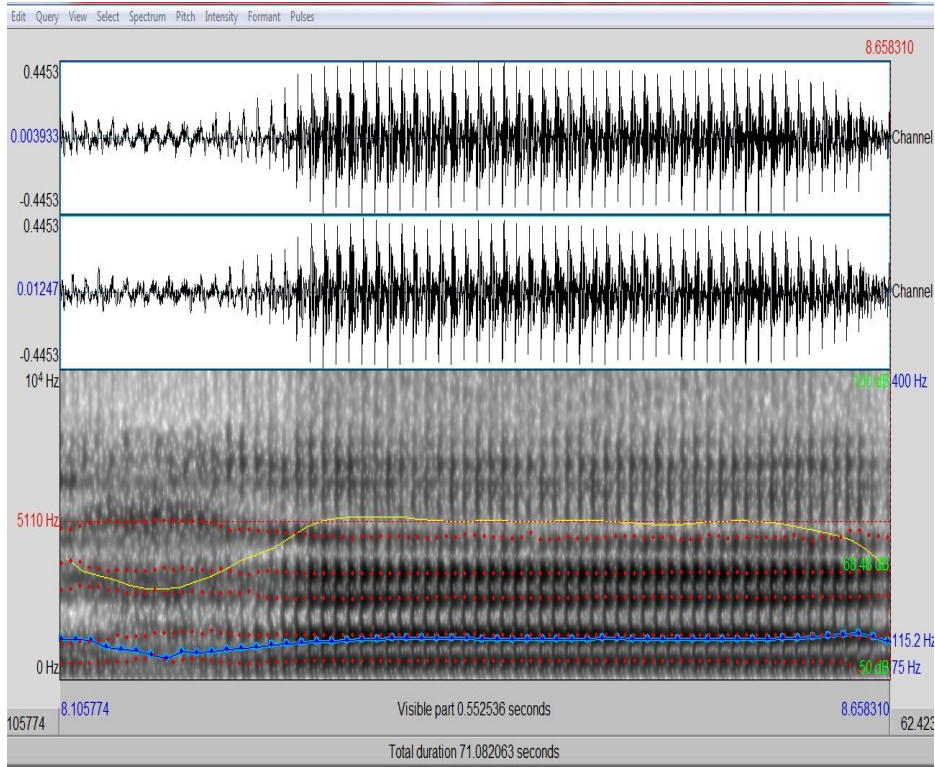 Edit Query View Select Spectrum Pitch Intensity Formant Pulses
8.658310
0.4453
0.003933
Channel
-0.4453
0.4453
0.01247
Channel
-0.4453
10⁴ Hz
100 dB
400 Hz
5110 Hz
68.48 dB
115.2 Hz
0 Hz
50 dB
75 Hz
8.105774
Visible part 0.552536 seconds
8.658310
105774
62.423
Total duration 71.082063 seconds